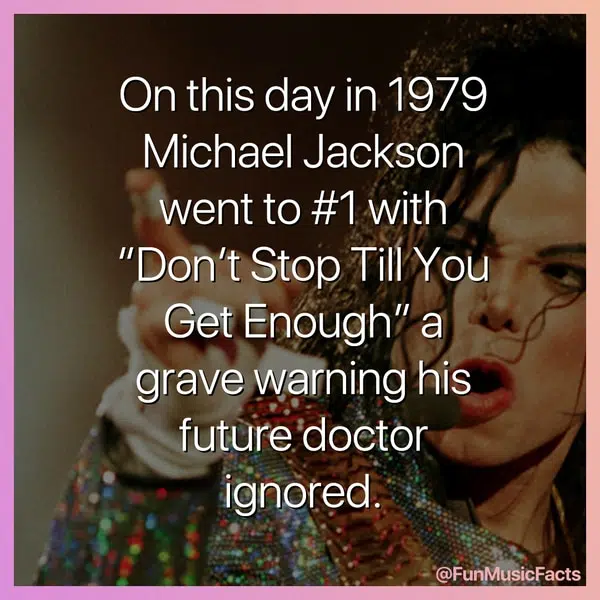 On this day in 1979
Michael Jackson
went to #1 with
“Don’t Stop Till You
Get Enough” a
grave warning his
future doctor
ignored.
@FunMusicFacts